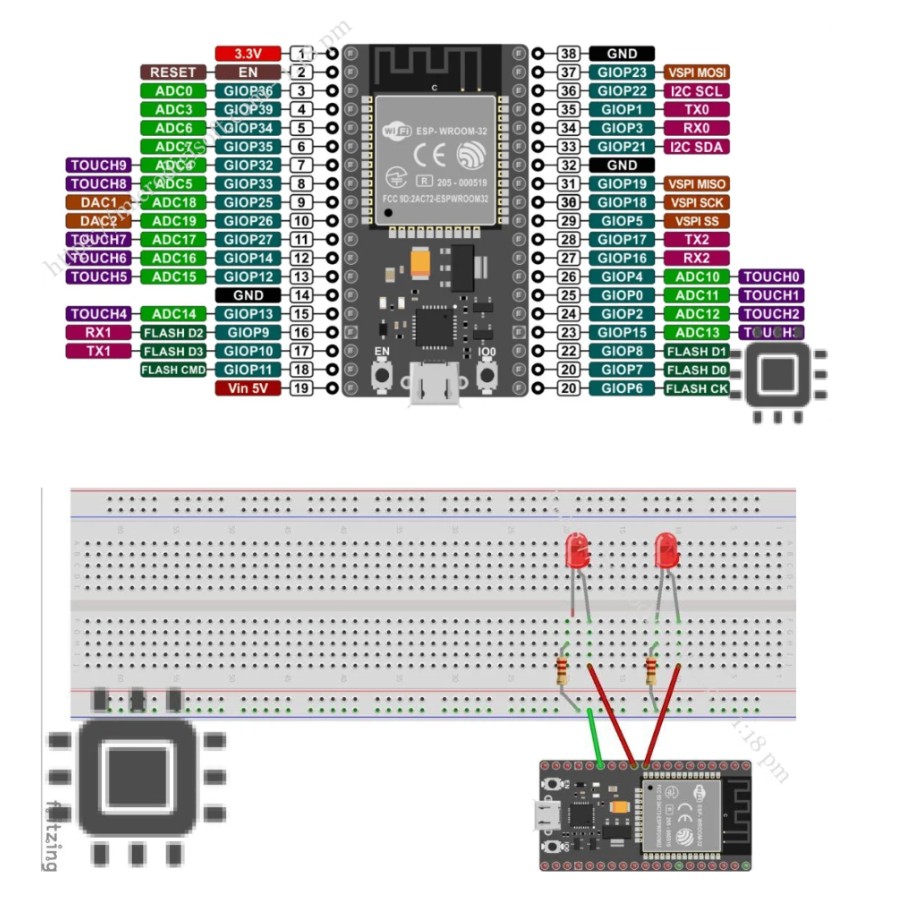 3.3V 1 38 GND
RESET EN 2 37 GIOP23 VSPI MOSI
ADC0 GIOP36 3 36 GIOP22 I2C SCL
ADC3 GIOP39 4 35 GIOP1 TX0
ADC6 GIOP34 5 34 GIOP3 RX0
ADC7 GIOP35 6 33 GIOP21 I2C SDA
TOUCH9 ADC4 GIOP32 7 32 GND
TOUCH8 ADC5 GIOP33 8 31 GIOP19 VSPI MISO
DAC1 ADC18 GIOP25 9 30 GIOP18 VSPI SCK
DAC2 ADC19 GIOP26 10 29 GIOP5 VSPI SS
TOUCH7 ADC17 GIOP27 11 28 GIOP17 TX2
TOUCH6 ADC16 GIOP14 12 27 GIOP16 RX2
TOUCH5 ADC15 GIOP12 13 26 GIOP4 ADC10 TOUCH0
GND 14 25 GIOP0 ADC11 TOUCH1
TOUCH4 ADC14 GIOP13 15 24 GIOP2 ADC12 TOUCH2
RX1 FLASH D2 GIOP9 16 23 GIOP15 ADC13 TOUCH3
TX1 FLASH D3 GIOP10 17 22 GIOP8 FLASH D1
FLASH CMD GIOP11 18 20 GIOP7 FLASH D0
Vin 5V 19 20 GIOP6 FLASH CK
C
WiFi ESP-WROOM-32
CE
R 205-000519
FCC 9D:2AC72-ESPWROOM32
EN IO0
1:18 pm
fritzing